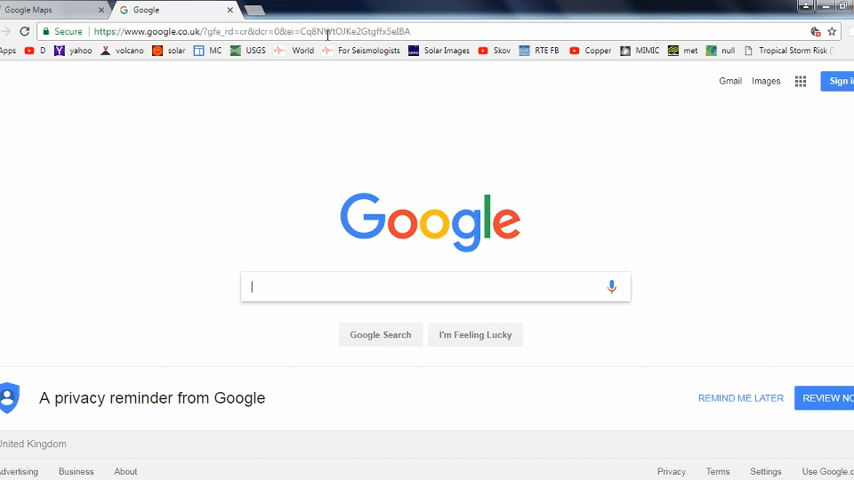 Google Maps Google
Secure https://www.google.co.uk/?gfe_rd=cr&dcr=0&ei=
Apps D yahoo volcano solar MC USGS World For Seismologists Solar Images Skov RTE FB Copper MIMIC met null Tropical Storm Risk (
Gmail Images Sign i
Google
Google Search I'm Feeling Lucky
A privacy reminder from Google REMIND ME LATER REVIEW NO
United Kingdom
Advertising Business About Privacy Terms Settings Use Google.c